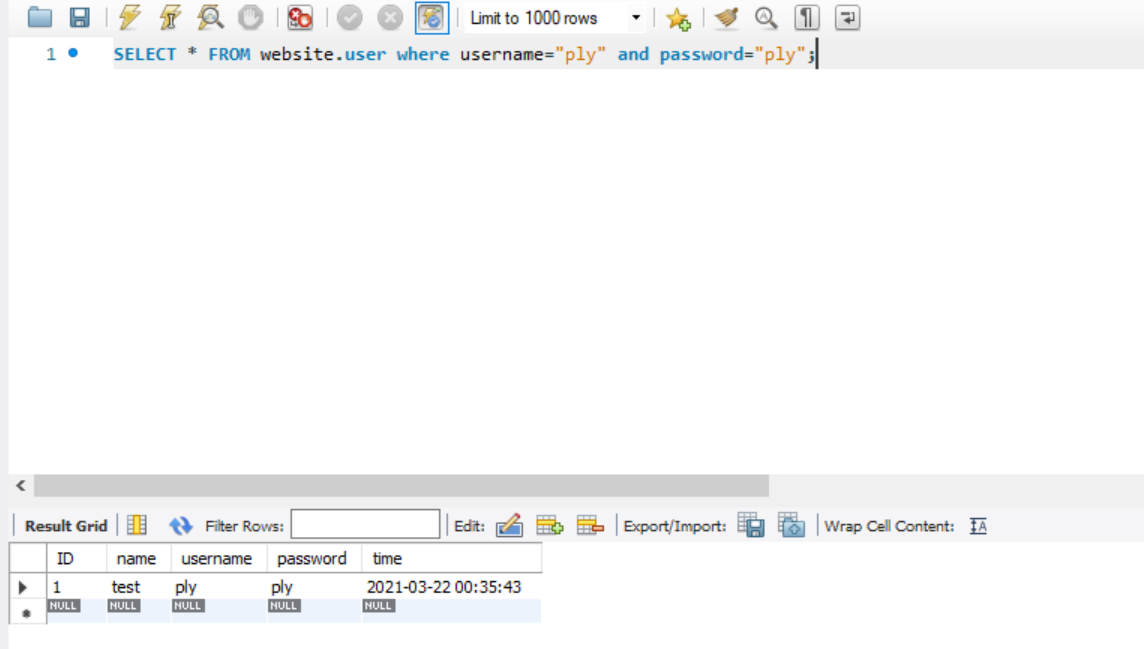 Limit to 1000 rows
1 SELECT * FROM website.user where username="ply" and password="ply";
Result Grid Filter Rows: Edit: Export/Import: Wrap Cell Content:
ID name username password time
1 test ply ply 2021-03-22 00:35:43
NULL NULL NULL NULL NULL